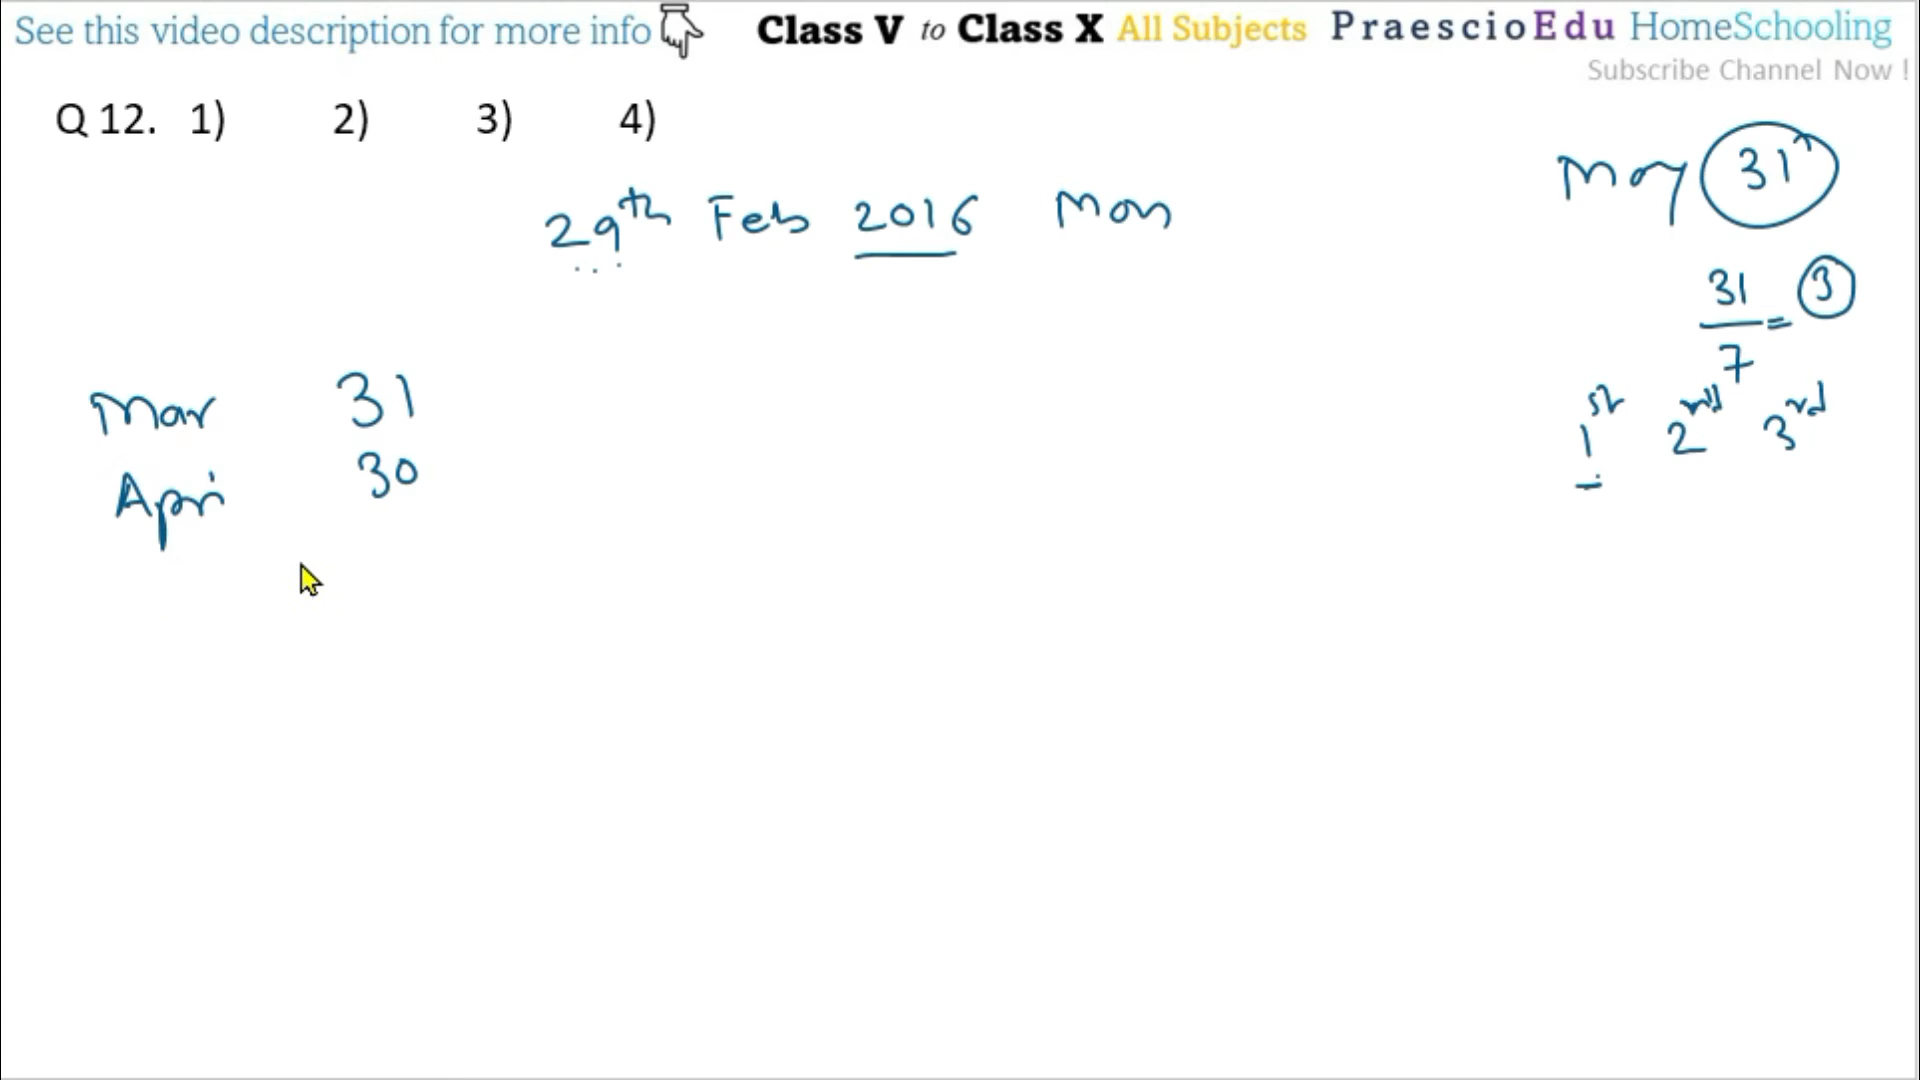 See this video description for more info Class V to Class X All Subjects PraescioEdu HomeSchooling
Subscribe Channel Now !
Q 12. 1) 2) 3) 4)
May 31
29th Feb 2016 Mon
31/7 = 3
Mar 31
1st 2nd 3rd
Apri 30